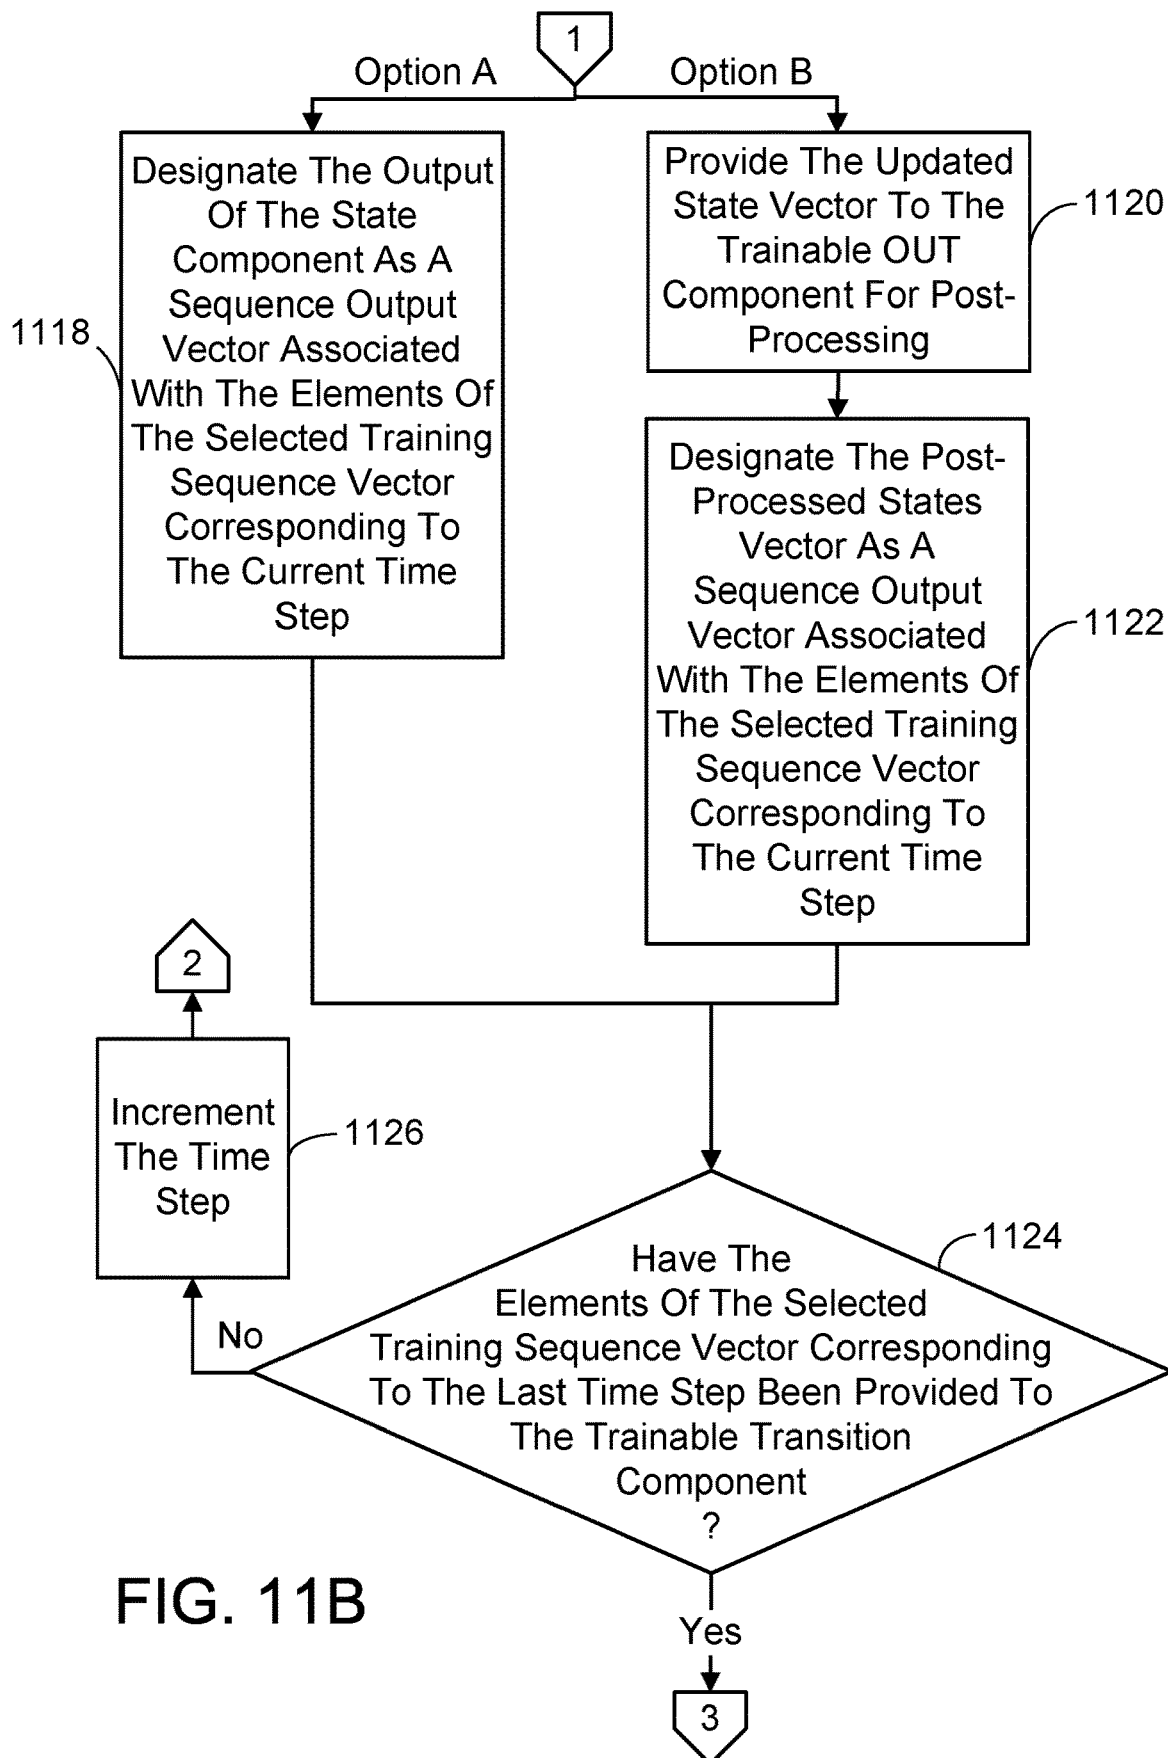 1
Option A
Option B
Designate The Output
Of The State
Component As A
Sequence Output
Vector Associated
With The Elements Of
The Selected Training
Sequence Vector
Corresponding To
The Current Time
Step
1118
Provide The Updated
State Vector To The
Trainable OUT
Component For Post-
Processing
1120
Designate The Post-
Processed States
Vector As A
Sequence Output
Vector Associated
With The Elements Of
The Selected Training
Sequence Vector
Corresponding To
The Current Time
Step
1122
2
Increment
The Time
Step
1126
No
Have The
Elements Of The Selected
Training Sequence Vector Corresponding
To The Last Time Step Been Provided To
The Trainable Transition
Component
?
1124
Yes
3
FIG. 11B